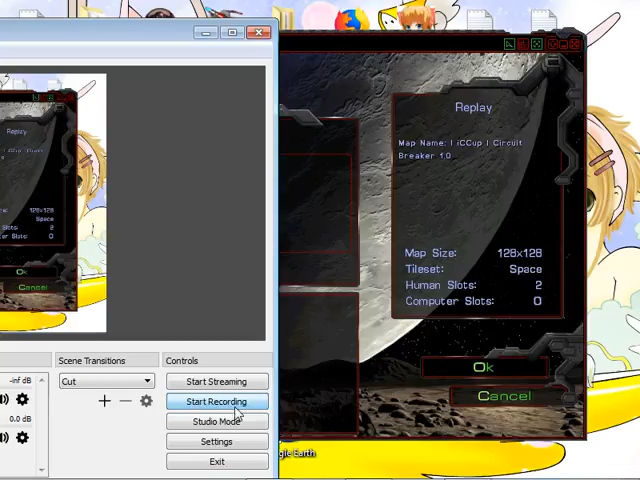 Replay
Map Name: | iCCup | Circuit
Breaker 1.0
Map Size: 128x128
Tileset: Space
Human Slots: 2
Computer Slots: 0
Ok
Cancel
Replay
128x128
Space
2
0
Ok
Cancel
-inf dB
0.0 dB
Scene Transitions
Cut
Controls
Start Streaming
Start Recording
Studio Mode
Settings
Exit
gle Earth